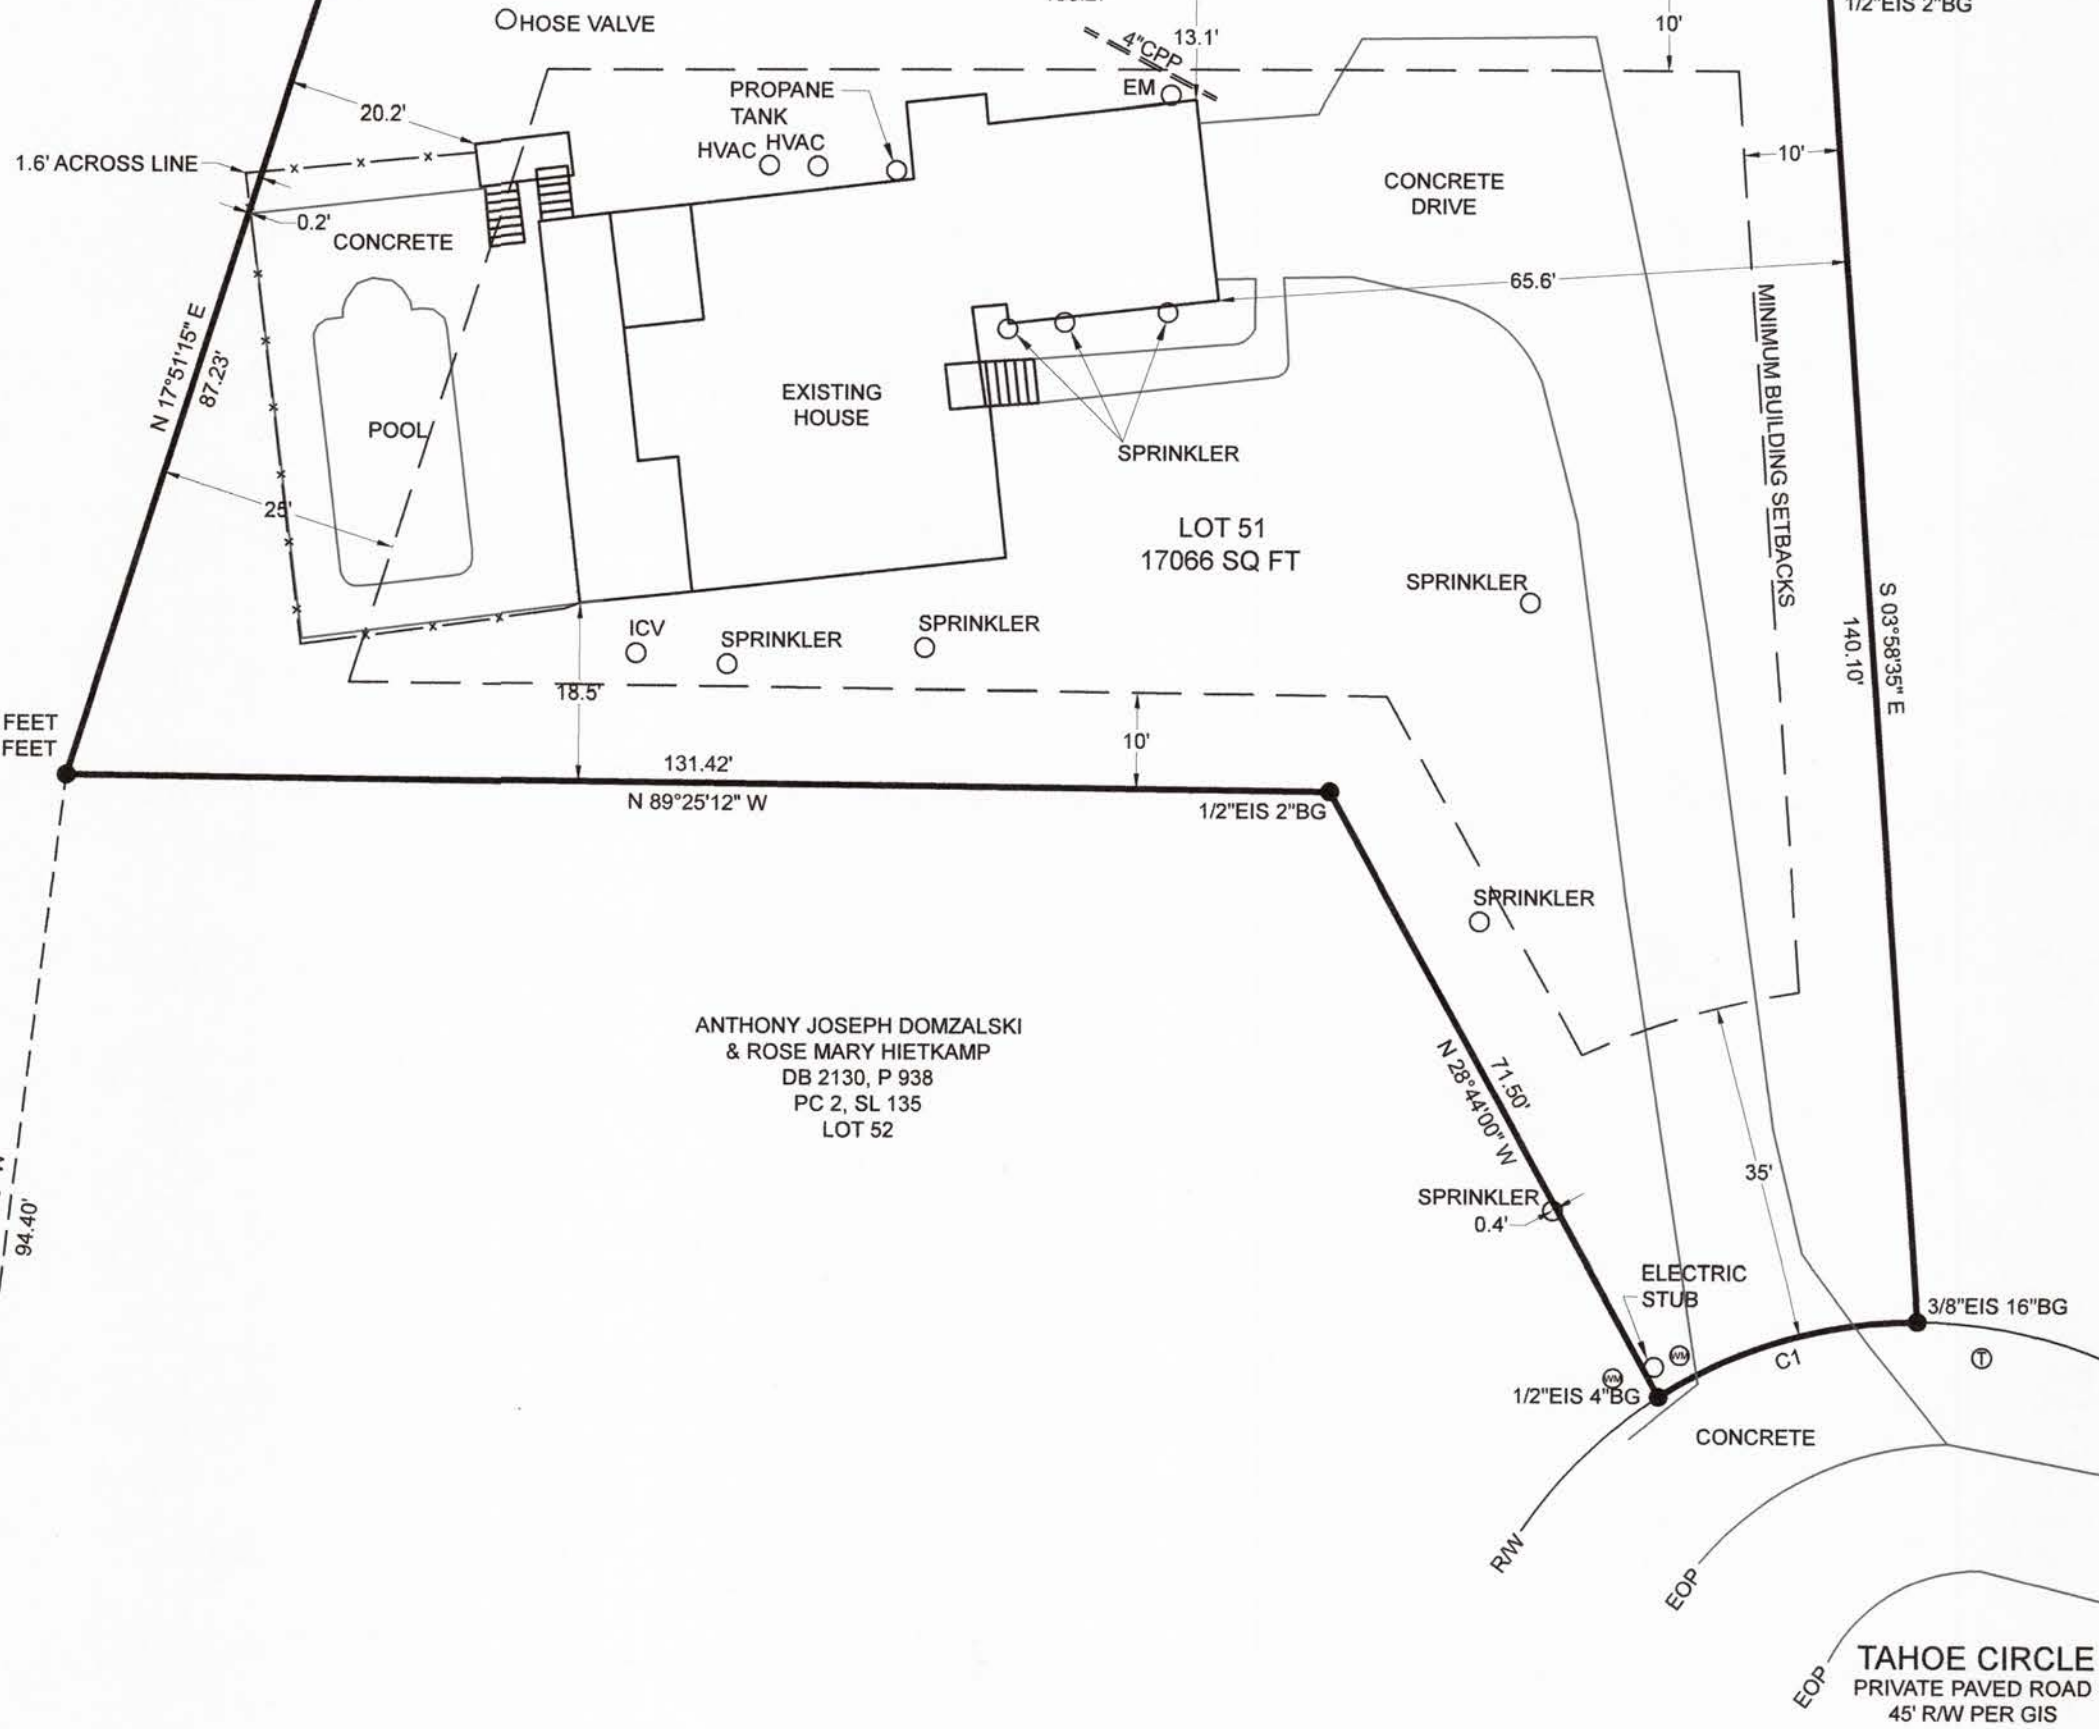 1/2"EIS 2"BG
HOSE VALVE
10'
4"CPP
13.1'
EM
PROPANE
TANK
HVAC
HVAC
20.2'
1.6' ACROSS LINE
0.2'
CONCRETE
CONCRETE
DRIVE
10'
65.6'
MINIMUM BUILDING SETBACKS
N 17°51'15" E
87.23'
POOL
25'
EXISTING
HOUSE
SPRINKLER
LOT 51
17066 SQ FT
SPRINKLER
ICV
SPRINKLER
SPRINKLER
S 03°58'35" E
140.10'
18.5'
FEET
FEET
10'
131.42'
N 89°25'12" W
1/2"EIS 2"BG
SPRINKLER
ANTHONY JOSEPH DOMZALSKI
& ROSE MARY HIETKAMP
DB 2130, P 938
PC 2, SL 135
LOT 52
71.50'
N 28°44'00" W
35'
94.40'
SPRINKLER
0.4'
ELECTRIC
STUB
3/8"EIS 16"BG
WM
C1
T
WM
1/2"EIS 4"BG
CONCRETE
R/W
EOP
EOP
TAHOE CIRCLE
PRIVATE PAVED ROAD
45' R/W PER GIS